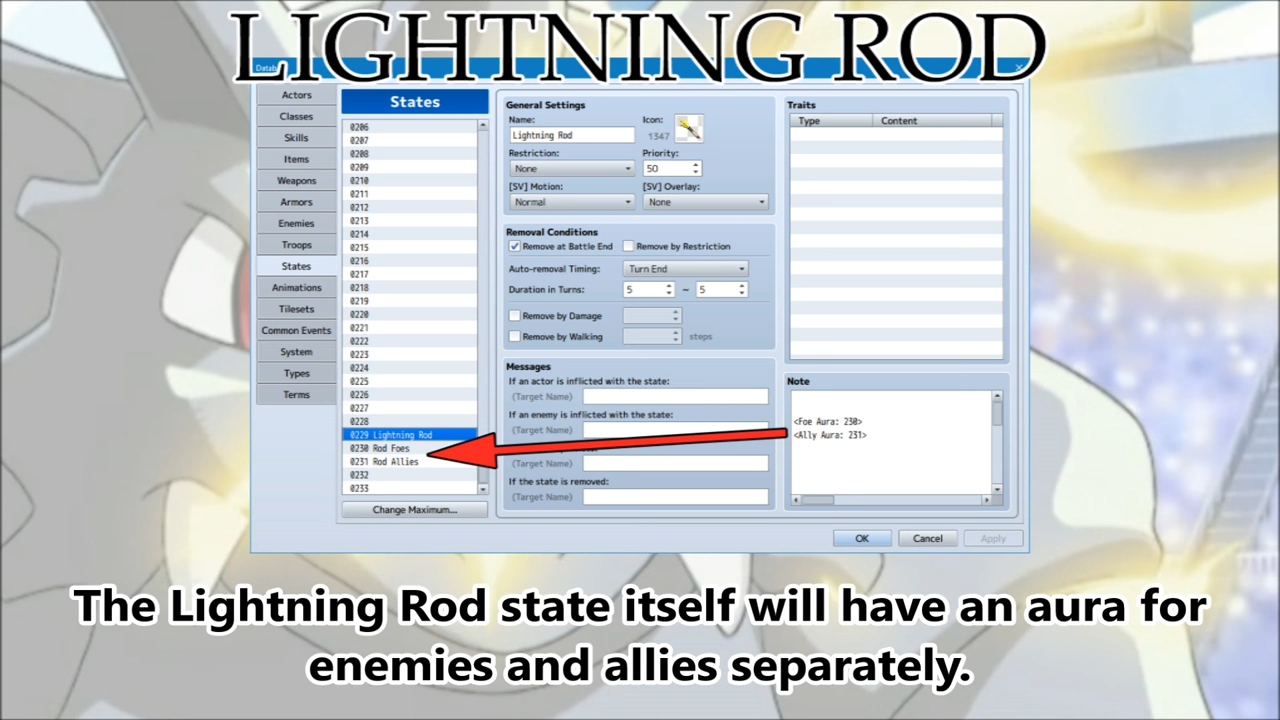 LIGHTNING ROD
Datab
Actors
Classes
Skills
Items
Weapons
Armors
Enemies
Troops
States
Animations
Tilesets
Common Events
System
Types
Terms
States
0206
0207
0208
0209
0210
0211
0212
0213
0214
0215
0216
0217
0218
0219
0220
0221
0222
0223
0224
0225
0226
0227
0228
0229 Lightning Rod
0230 Rod Foes
0231 Rod Allies
0232
0233
Change Maximum...
General Settings
Name: Icon:
Lightning Rod 1347
Restriction: Priority:
None 50
[SV] Motion: [SV] Overlay:
Normal None
Removal Conditions
Remove at Battle End Remove by Restriction
Auto-removal Timing: Turn End
Duration in Turns: 5 ~ 5
Remove by Damage
Remove by Walking steps
Messages
If an actor is inflicted with the state:
(Target Name)
If an enemy is inflicted with the state:
(Target Name)
(Target Name)
If the state is removed:
(Target Name)
Traits
Type Content
Note
<Foe Aura: 230>
<Ally Aura: 231>
OK Cancel Apply
The Lightning Rod state itself will have an aura for
enemies and allies separately.